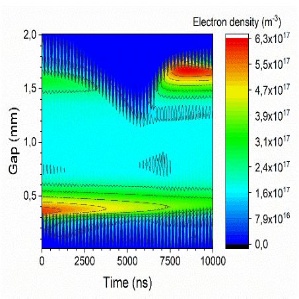 Electron density (m⁻³)
2,0
1,5
1,0
0,5
Gap (mm)
0
2500
5000
7500
10000
Time (ns)
6,3x10¹⁷
5,5x10¹⁷
4,7x10¹⁷
3,9x10¹⁷
3,1x10¹⁷
2,4x10¹⁷
1,6x10¹⁷
7,9x10¹⁶
0,0